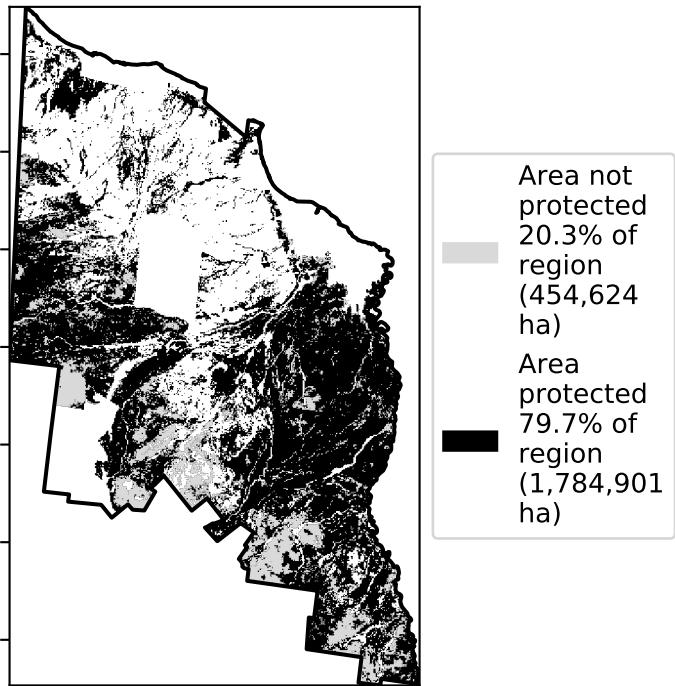 Area not
protected
20.3% of
region
(454,624
ha)
Area
protected
79.7% of
region
(1,784,901
ha)